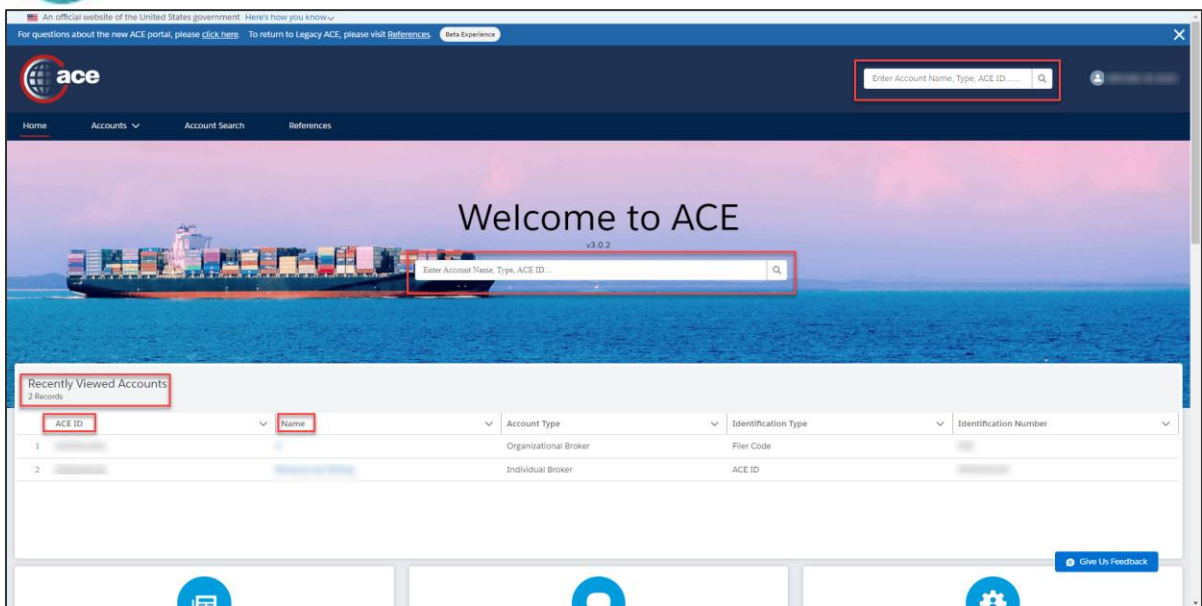 An official website of the United States government Here's how you know
For questions about the new ACE portal, please click here. To return to Legacy ACE, please visit References. Beta Experience
ace
Enter Account Name, Type, ACE ID......
Home Accounts Account Search References
Welcome to ACE
v3.0.2
Enter Account Name, Type, ACE ID...
Recently Viewed Accounts
2 Records
ACE ID Name Account Type Identification Type Identification Number
1 Organizational Broker Filer Code
2 Individual Broker ACE ID
Give Us Feedback